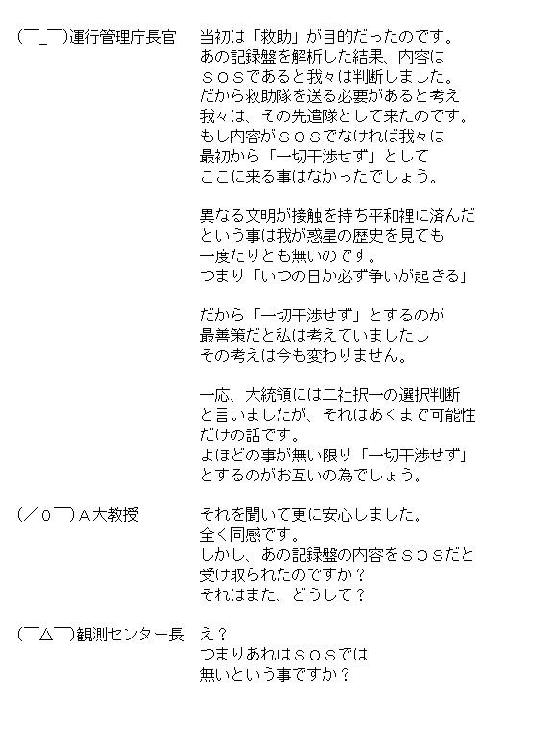 (￣_￣)運行管理庁長官　当初は「救助」が目的だったのです。
あの記録盤を解析した結果、内容は
ＳＯＳであると我々は判断しました。
だから救助隊を送る必要があると考え
我々は、その先遣隊として来たのです。
もし内容がＳＯＳでなければ我々は
最初から「一切干渉せず」として
ここに来る事はなかったでしょう。
異なる文明が接触を持ち平和裡に済んだ
という事は我が惑星の歴史を見ても
一度たりとも無いのです。
つまり「いつの日か必ず争いが起きる」
だから「一切干渉せず」とするのが
最善策だと私は考えていましたし
その考えは今も変わりません。
一応、大統領には二社択一の選択判断
と言いましたが、それはあくまで可能性
だけの話です。
よほどの事が無い限り「一切干渉せず」
とするのがお互いの為でしょう。
(／０￣)Ａ大教授　それを聞いて更に安心しました。
全く同感です。
しかし、あの記録盤の内容をＳＯＳだと
受け取られたのですか？
それはまた、どうして？
(￣△￣)観測センター長　え？
つまりあれはＳＯＳでは
無いという事ですか？